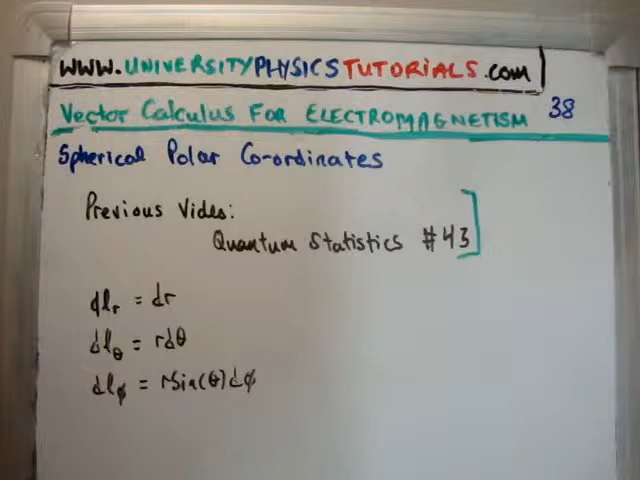 WWW.UNIVERSITYPHYSICSTUTORIALS.COM
Vector Calculus FOR ELECTROMAGNETISM 38
Spherical Polar Co-ordinates
Previous Video:
Quantum Statistics #43
dlᵣ = dr
dl_θ = rdθ
dl_φ = rSin(θ)dφ